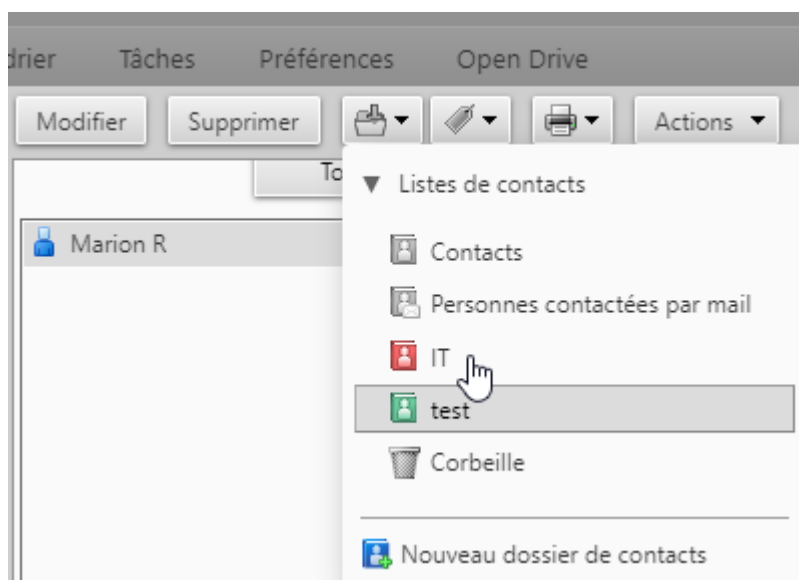 drier Tâches Préférences Open Drive
Modifier Supprimer Actions
To
Listes de contacts
Marion R
Contacts
Personnes contactées par mail
IT
test
Corbeille
Nouveau dossier de contacts